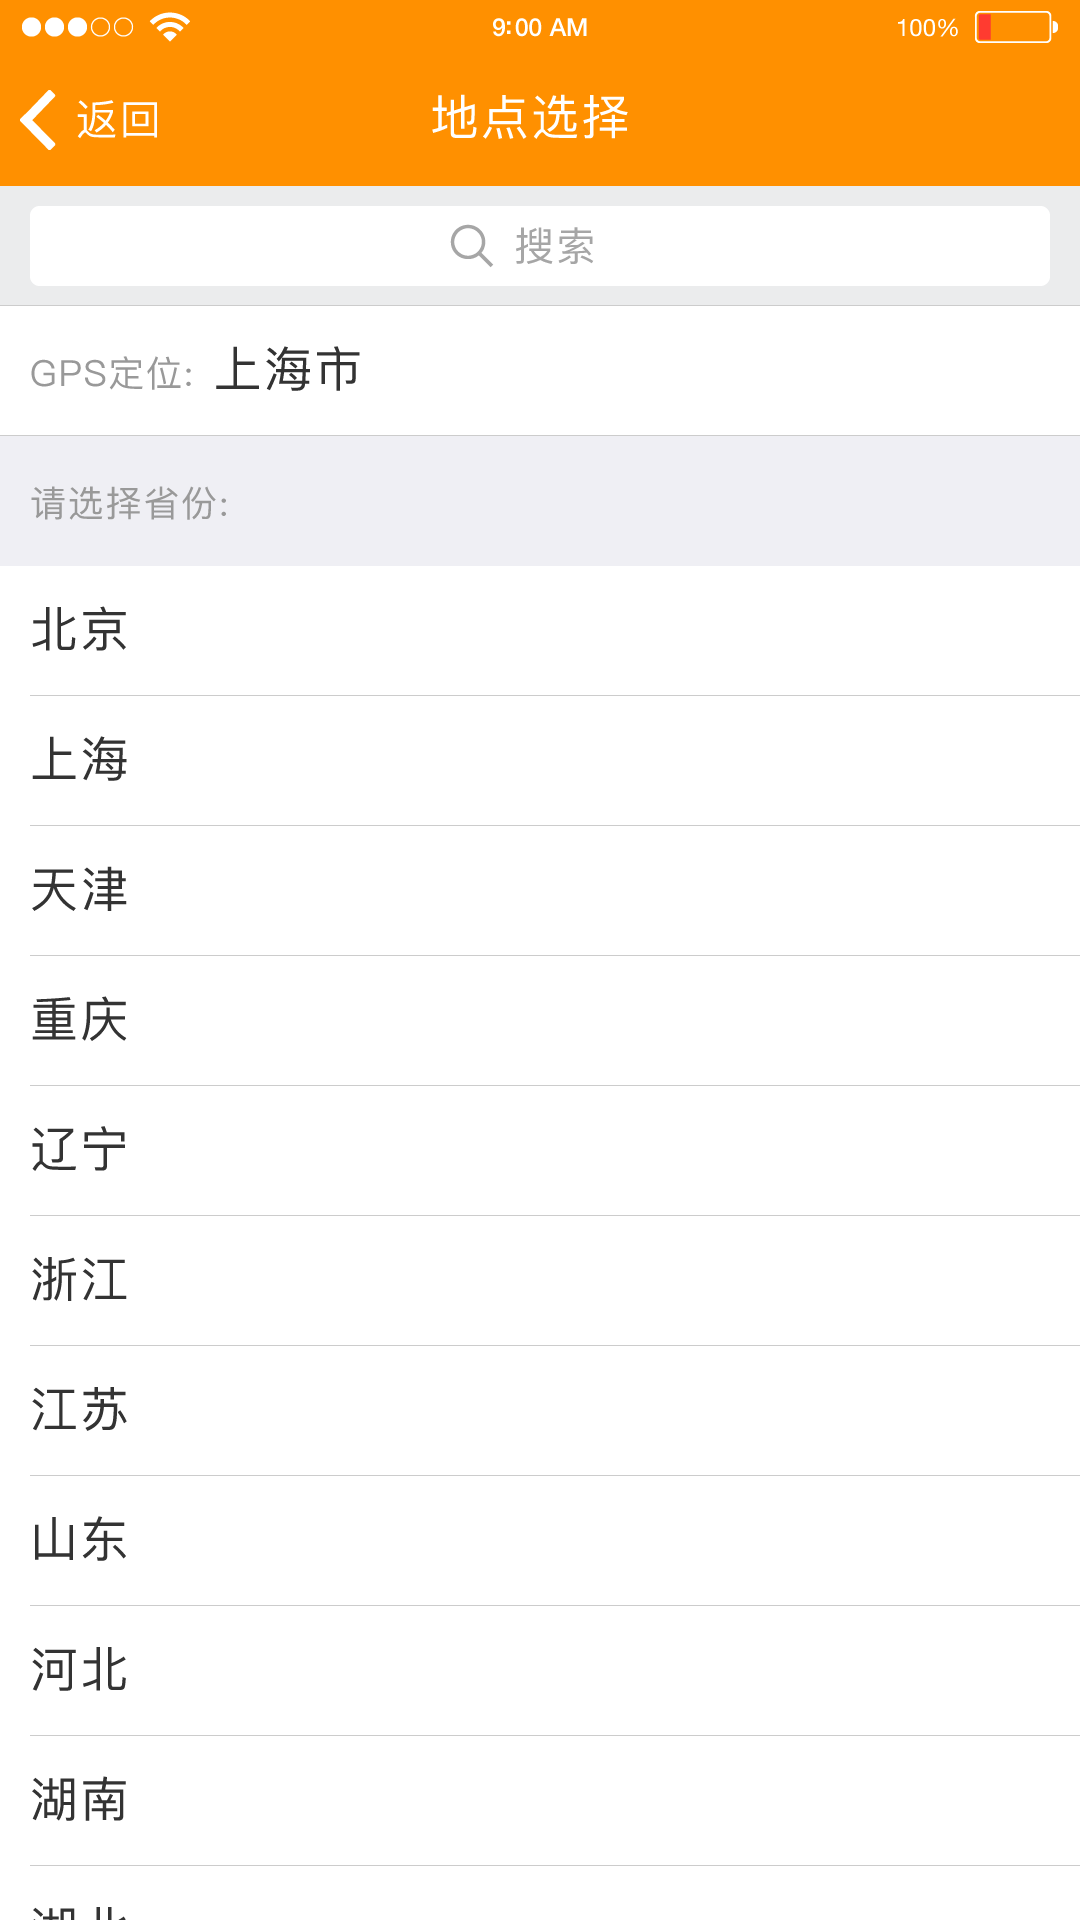 9:00 AM
100%
返回
地点选择
搜索
GPS定位: 上海市
请选择省份:
北京
上海
天津
重庆
辽宁
浙江
江苏
山东
河北
湖南